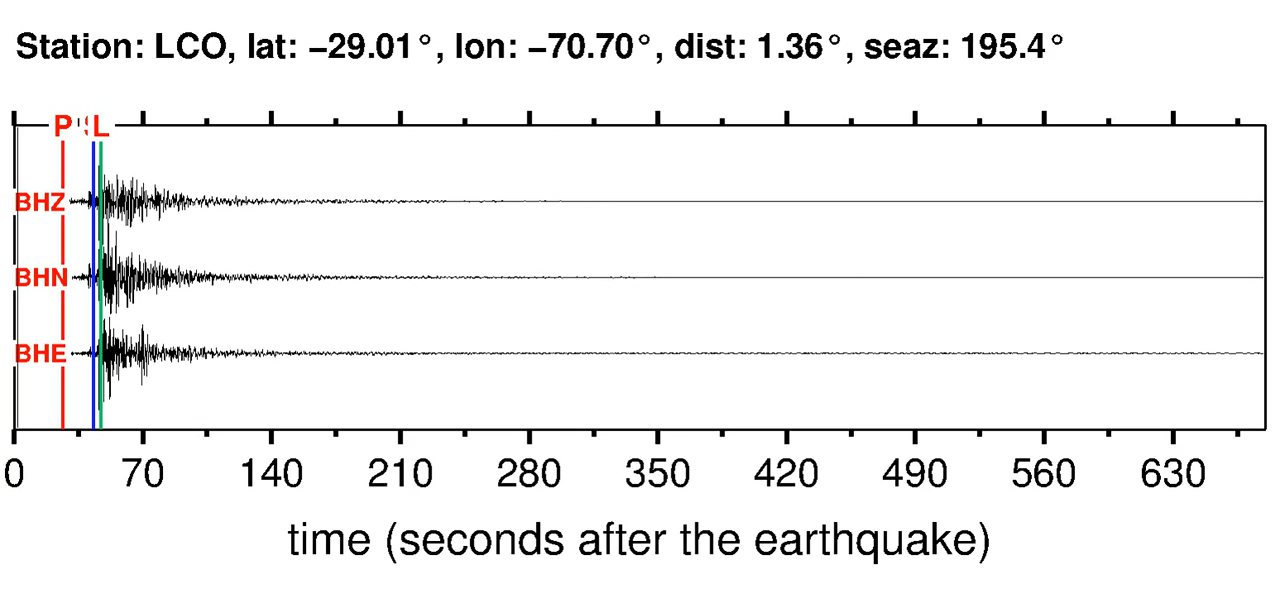 Station: LCO, lat: −29.01°, lon: −70.70°, dist: 1.36°, seaz: 195.4°
P L
BHZ
BHN
BHE
0 70 140 210 280 350 420 490 560 630
time (seconds after the earthquake)